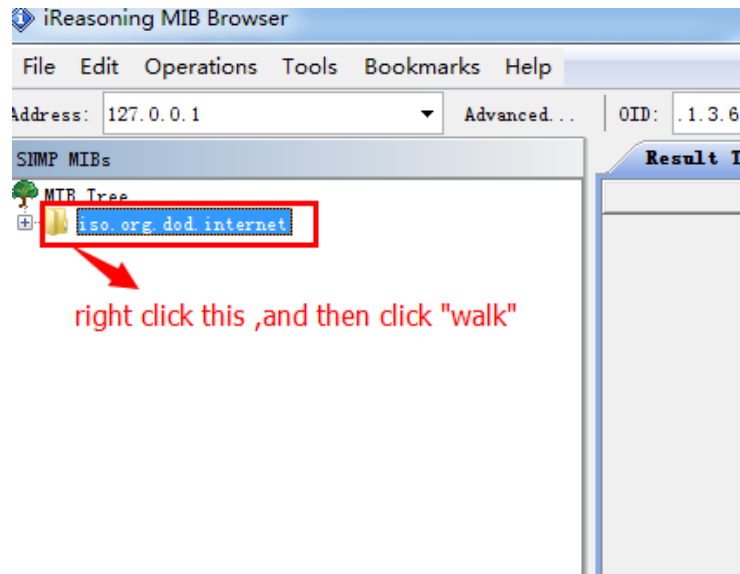 iReasoning MIB Browser
File Edit Operations Tools Bookmarks Help
Address: 127.0.0.1 Advanced... OID: .1.3.6
SNMP MIBs Result T
MIB Tree
iso.org.dod.internet
right click this ,and then click "walk"